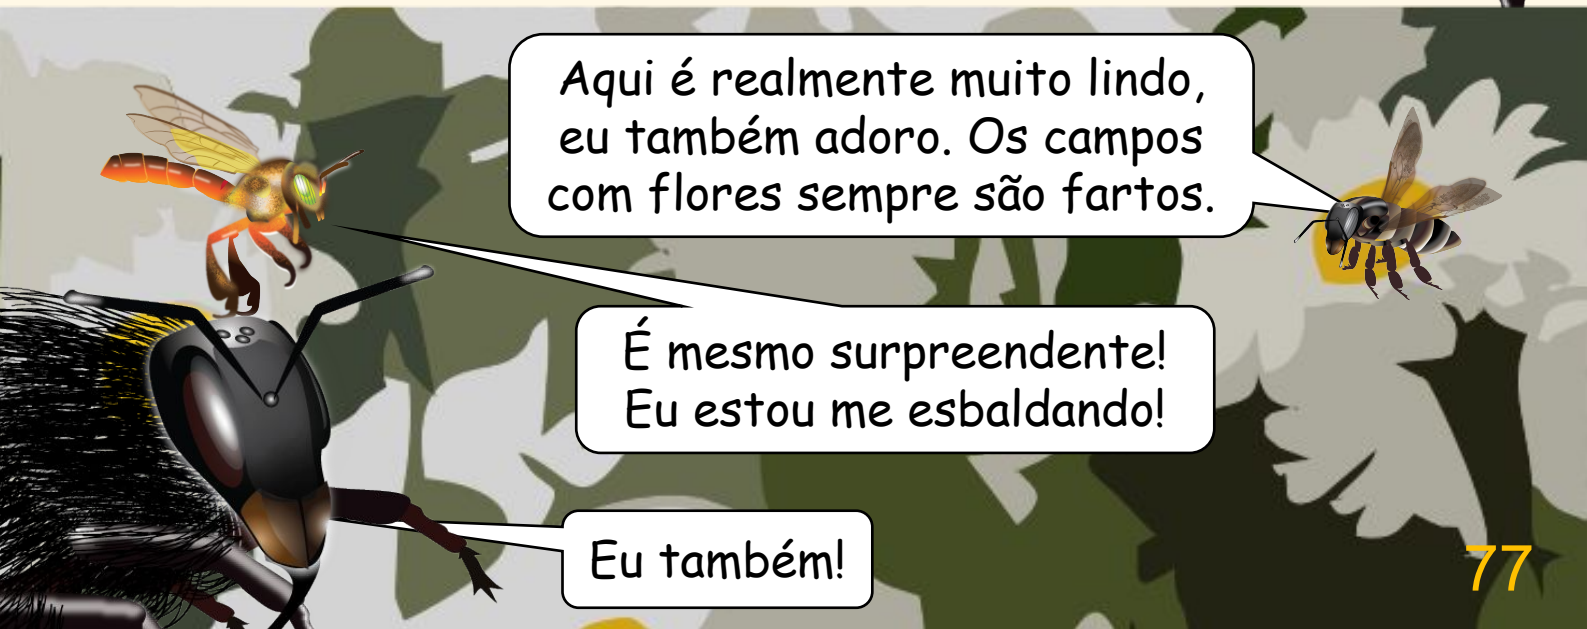 Aqui é realmente muito lindo,
eu também adoro. Os campos
com flores sempre são fartos.
É mesmo surpreendente!
Eu estou me esbaldando!
Eu também!
77